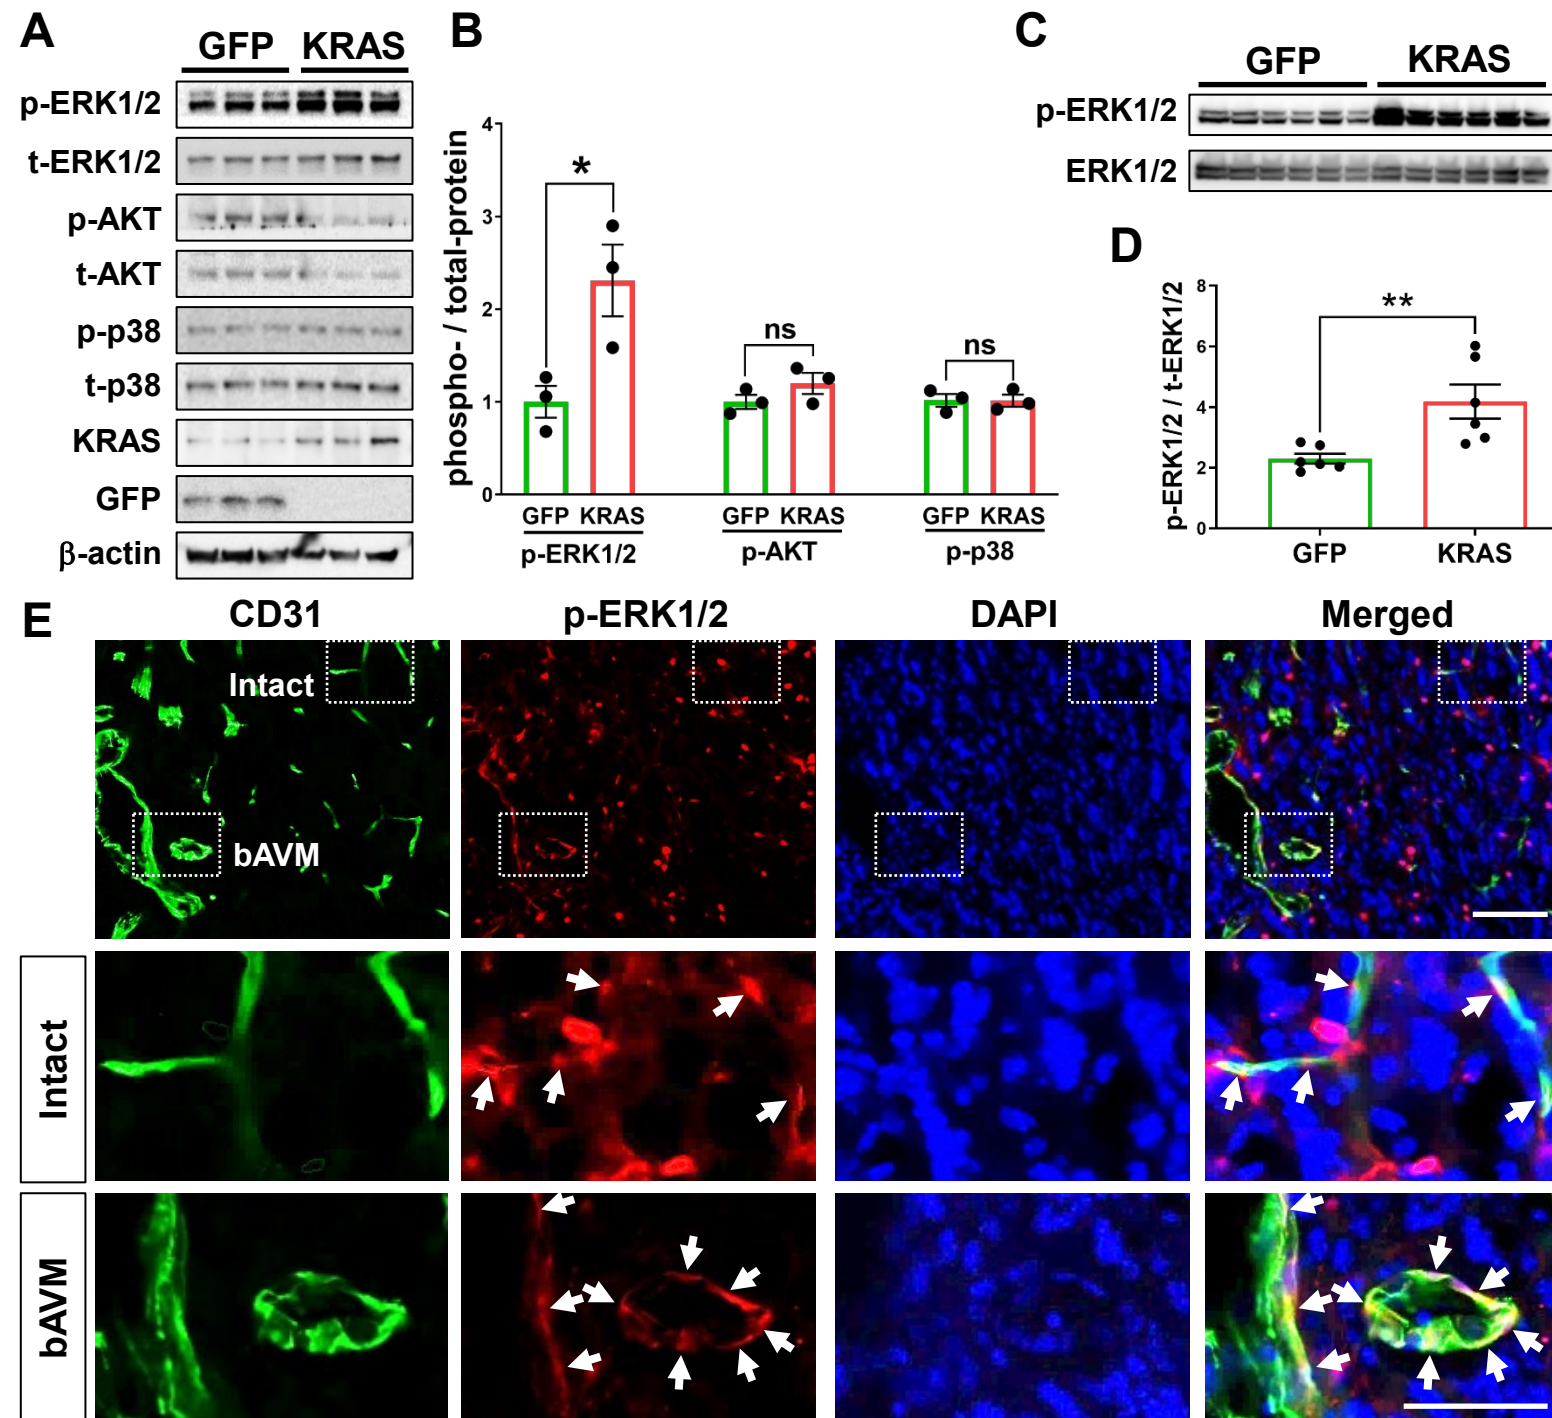 A
GFP KRAS
p-ERK1/2
t-ERK1/2
p-AKT
t-AKT
p-p38
t-p38
KRAS
GFP
β-actin
B
phospho- / total-protein
4
3
2
1
0
*
ns
ns
GFP KRAS GFP KRAS GFP KRAS
p-ERK1/2 p-AKT p-p38
C
GFP KRAS
p-ERK1/2
ERK1/2
D
p-ERK1/2 / t-ERK1/2
8
6
4
2
0
**
GFP KRAS
E
CD31 p-ERK1/2 DAPI Merged
Intact
bAVM
Intact
bAVM